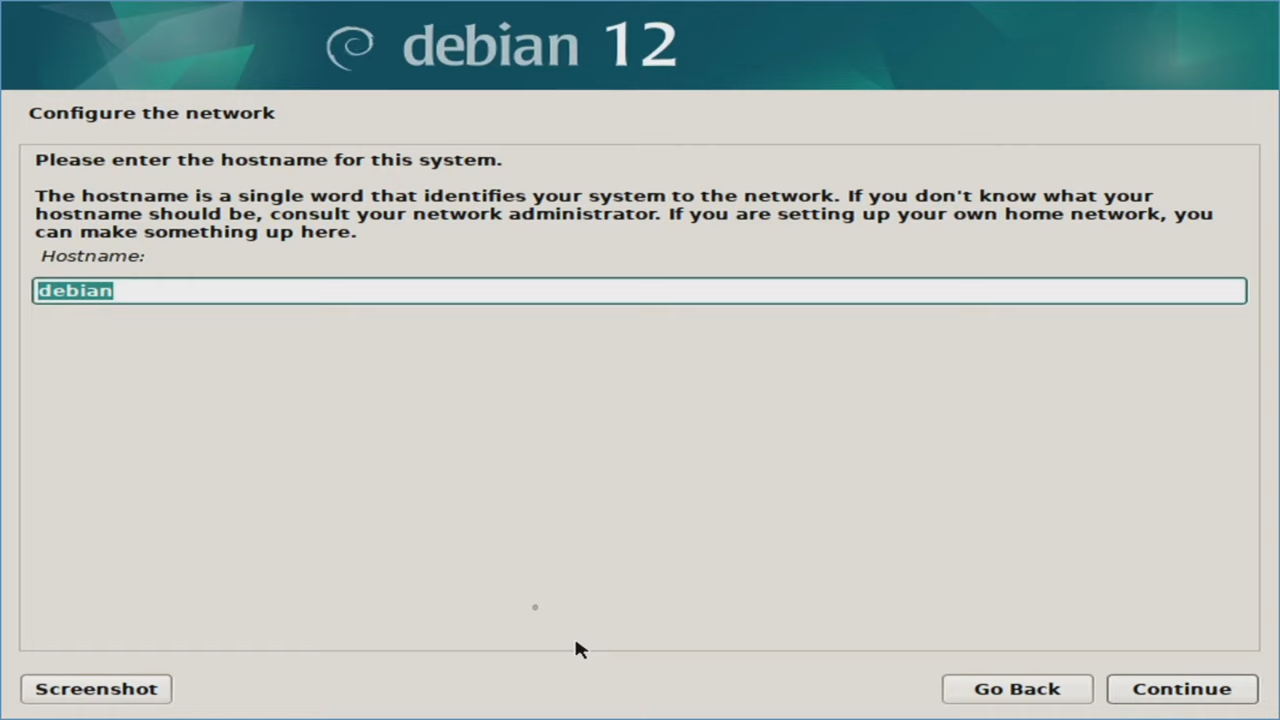 debian 12
Configure the network
Please enter the hostname for this system.
The hostname is a single word that identifies your system to the network. If you don't know what your
hostname should be, consult your network administrator. If you are setting up your own home network, you
can make something up here.
Hostname:
debian
Screenshot
Go Back
Continue